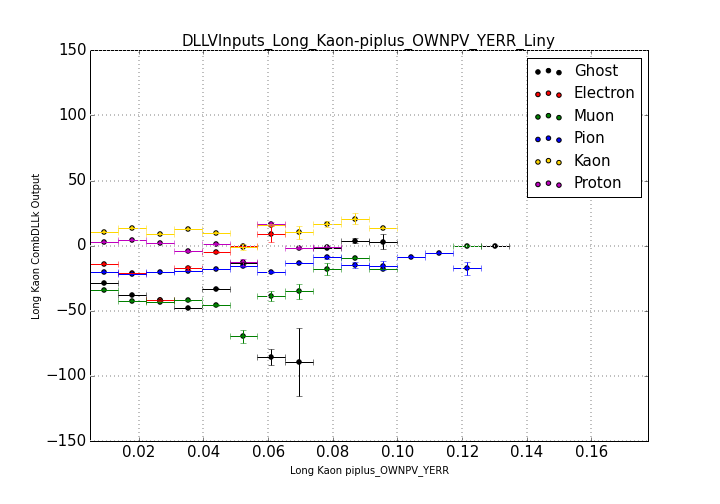 DLLVInputs_Long_Kaon-piplus_OWNPV_YERR_Liny
150
100
50
0
−50
−100
−150
Long Kaon CombDLLk Output
Ghost
Electron
Muon
Pion
Kaon
Proton
0.02 0.04 0.06 0.08 0.10 0.12 0.14 0.16
Long Kaon piplus_OWNPV_YERR